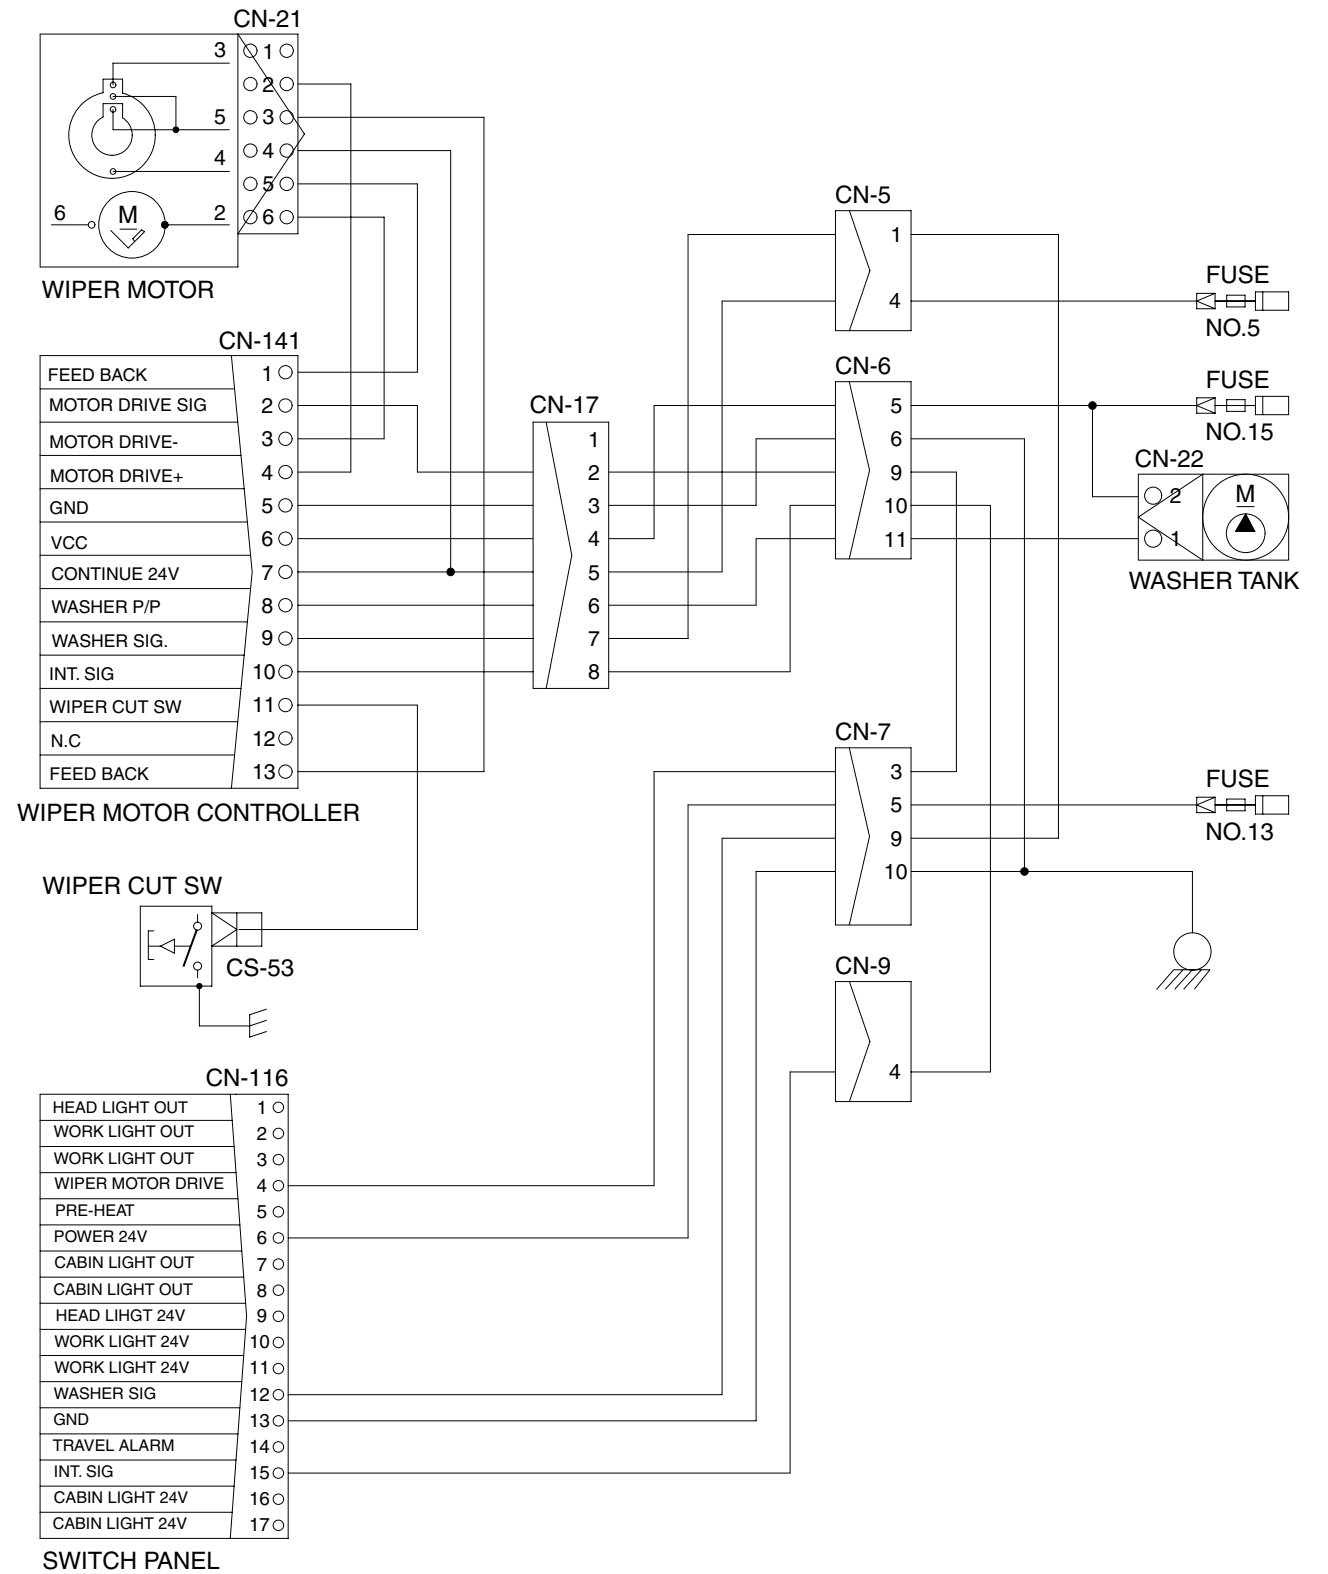 CN-21
3
1
2
5
3
4
4
5
6
M
2
6
WIPER MOTOR
CN-141
FEED BACK 1
MOTOR DRIVE SIG 2
MOTOR DRIVE- 3
MOTOR DRIVE+ 4
GND 5
VCC 6
CONTINUE 24V 7
WASHER P/P 8
WASHER SIG. 9
INT. SIG 10
WIPER CUT SW 11
N.C 12
FEED BACK 13
WIPER MOTOR CONTROLLER
WIPER CUT SW
CS-53
CN-116
HEAD LIGHT OUT 1
WORK LIGHT OUT 2
WORK LIGHT OUT 3
WIPER MOTOR DRIVE 4
PRE-HEAT 5
POWER 24V 6
CABIN LIGHT OUT 7
CABIN LIGHT OUT 8
HEAD LIHGT 24V 9
WORK LIGHT 24V 10
WORK LIGHT 24V 11
WASHER SIG 12
GND 13
TRAVEL ALARM 14
INT. SIG 15
CABIN LIGHT 24V 16
CABIN LIGHT 24V 17
SWITCH PANEL
CN-17
1
2
3
4
5
6
7
8
CN-5
1
4
CN-6
5
6
9
10
11
CN-7
3
5
9
10
CN-9
4
FUSE
NO.5
FUSE
NO.15
CN-22
2
M
1
WASHER TANK
FUSE
NO.13